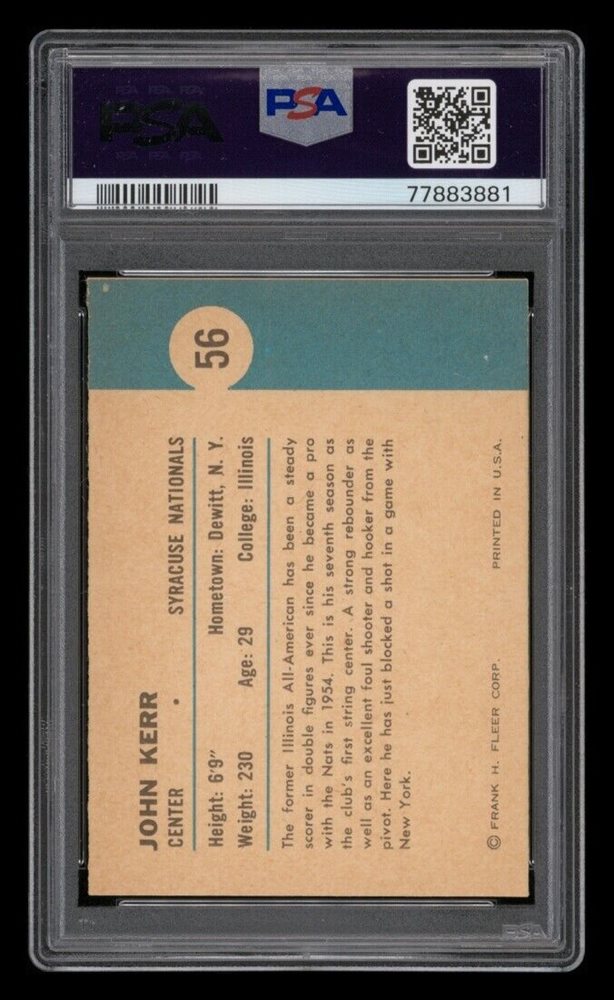 PSA
PSA
77883881
56
JOHN KERR
CENTER SYRACUSE NATIONALS
Height: 6'9" Hometown: Dewitt, N. Y.
Weight: 230 Age: 29 College: Illinois
The former Illinois All-American has been a steady
scorer in double figures ever since he became a pro
with the Nats in 1954. This is his seventh season as
the club's first string center. A strong rebounder as
well as an excellent foul shooter and hooker from the
pivot. Here he has just blocked a shot in a game with
New York.
© FRANK H. FLEER CORP. PRINTED IN U.S.A.
PSA